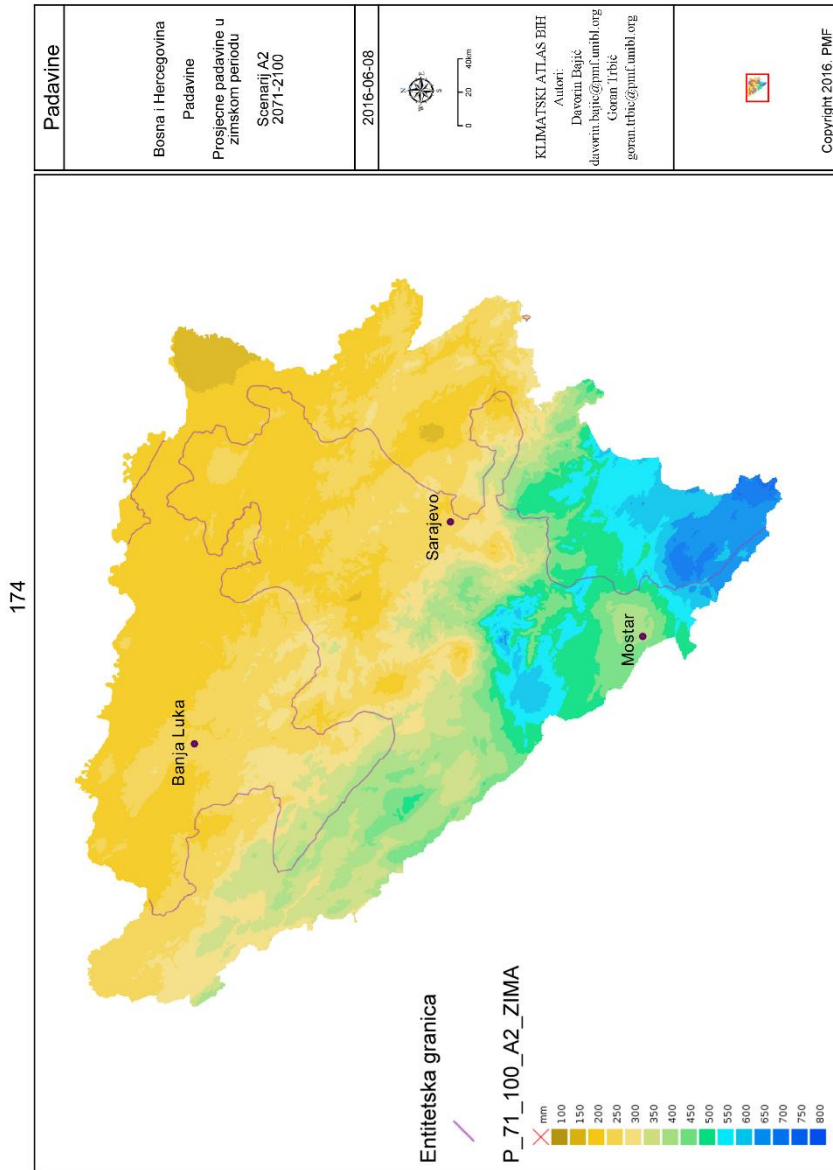 174
Padavine
Bosna i Hercegovina
Padavine
Prosjecne padavine u
zimskom periodu
Scenarij A2
2071-2100
2016-06-08
N
W
E
S
0 20 40km
KLIMATSKI ATLAS BIH
Autori:
Davorin Bajić
davorin.bajic@pmf.unibl.org
Goran Trbić
goran.trbic@pmf.unibl.org
Copyright 2016. PMF
Banja Luka
Sarajevo
Mostar
Entitetska granica
P_71_100_A2_ZIMA
mm
100
150
200
250
300
350
400
450
500
550
600
650
700
750
800